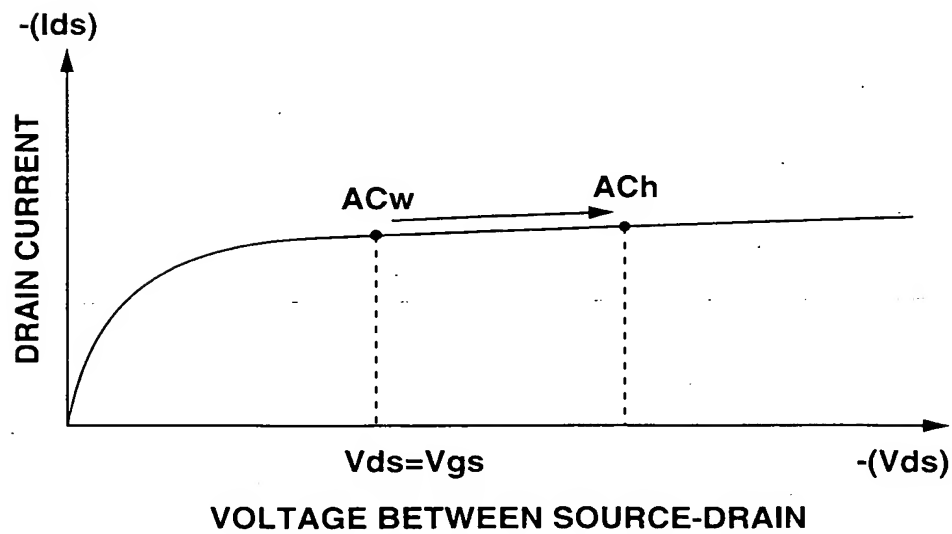 -(Ids)
DRAIN CURRENT
ACw
ACh
Vds=Vgs
-(Vds)
VOLTAGE BETWEEN SOURCE-DRAIN